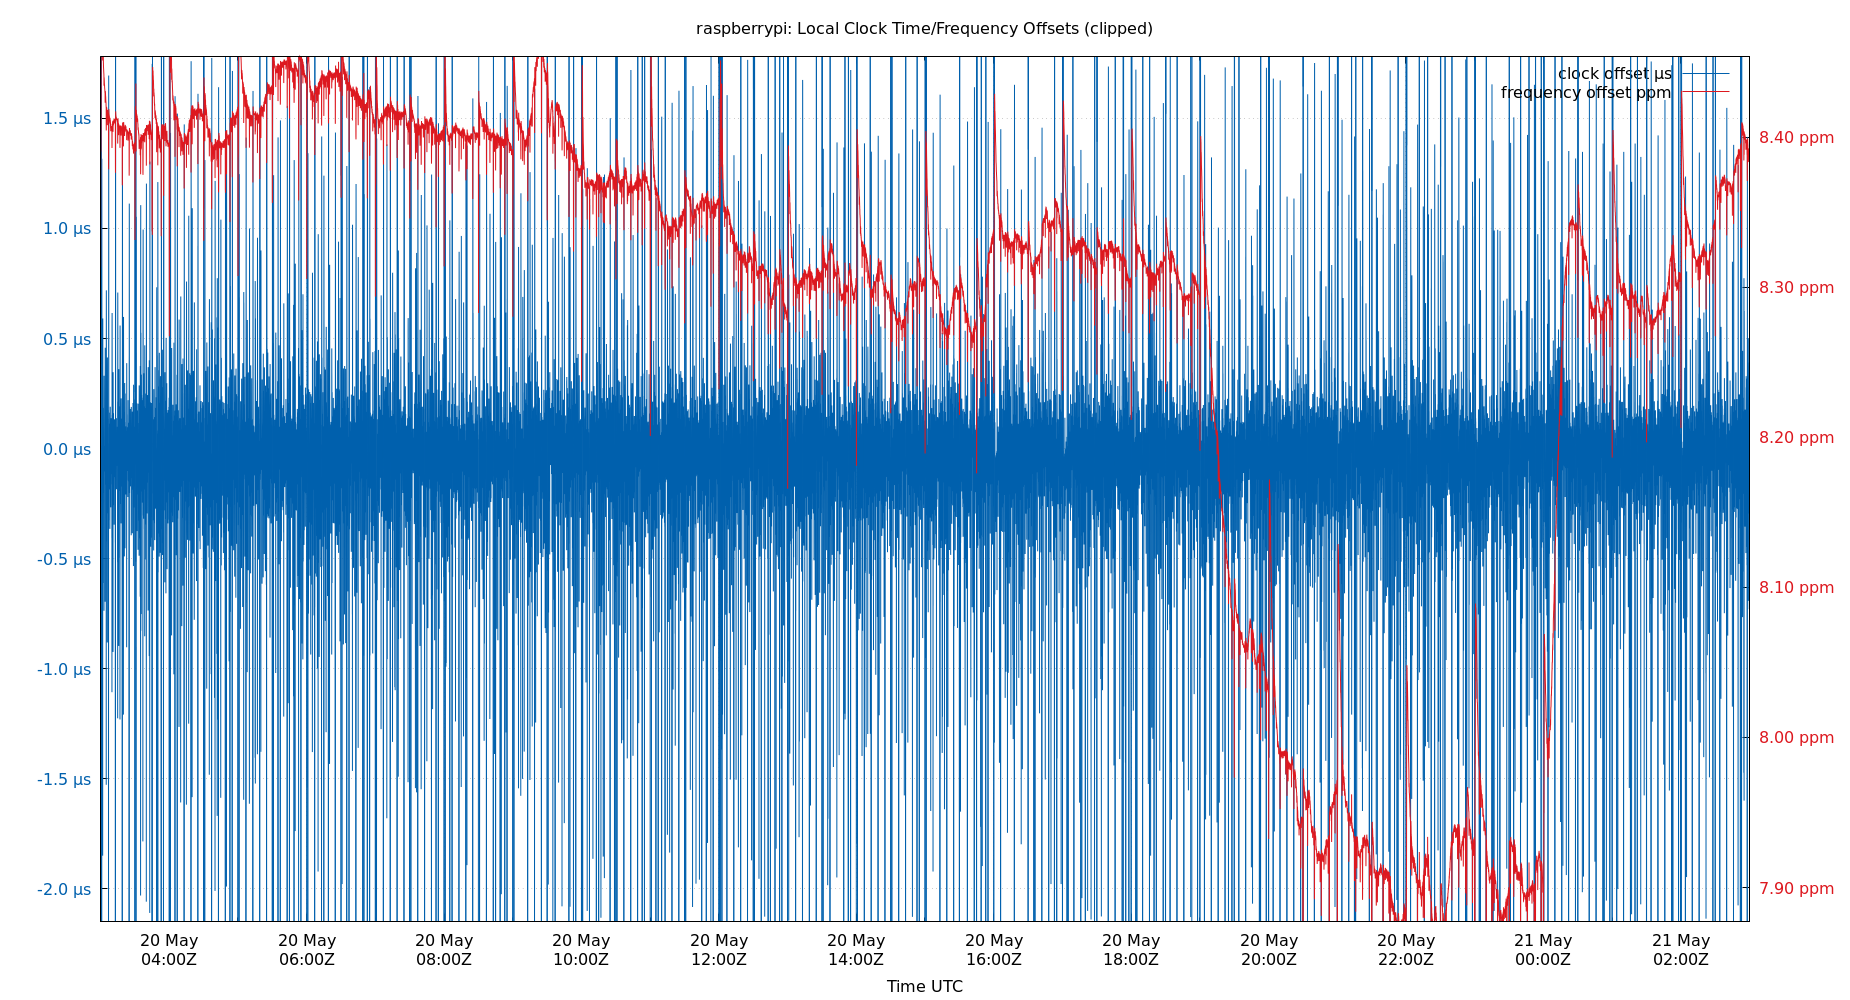 raspberrypi: Local Clock Time/Frequency Offsets (clipped)
clock offset µs
frequency offset ppm
1.5 µs
1.0 µs
0.5 µs
0.0 µs
-0.5 µs
-1.0 µs
-1.5 µs
-2.0 µs
8.40 ppm
8.30 ppm
8.20 ppm
8.10 ppm
8.00 ppm
7.90 ppm
20 May 20 May 20 May 20 May 20 May 20 May 20 May 20 May 20 May 20 May 21 May 21 May
04:00Z 06:00Z 08:00Z 10:00Z 12:00Z 14:00Z 16:00Z 18:00Z 20:00Z 22:00Z 00:00Z 02:00Z
Time UTC